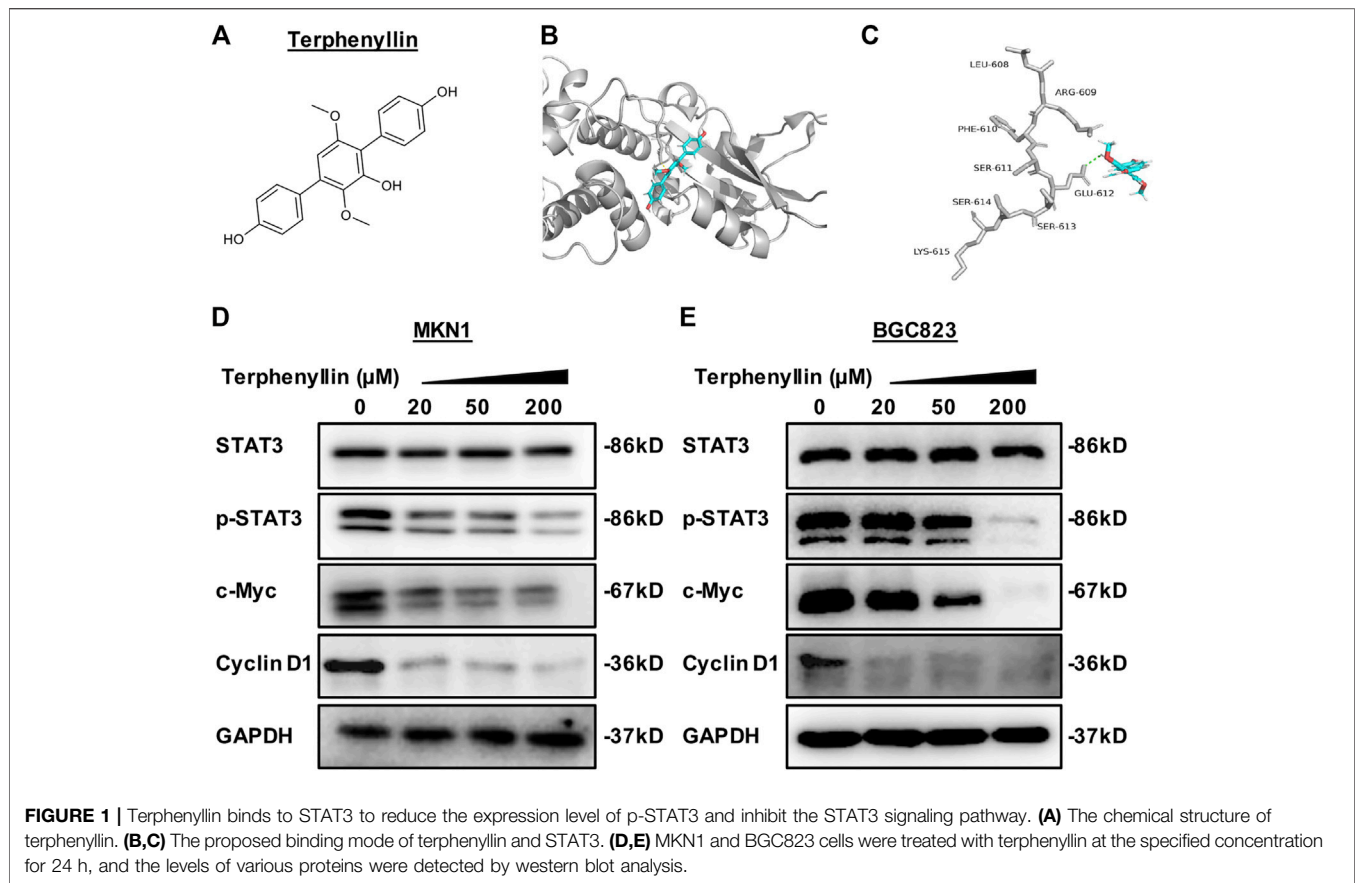 A
Terphenyllin
OH
O
OH
O
HO
B
C
LEU-608
ARG-609
PHE-610
SER-611
GLU-612
SER-614
SER-613
LYS-615
D
MKN1
Terphenyllin (µM)
0 20 50 200
STAT3 -86kD
p-STAT3 -86kD
c-Myc -67kD
Cyclin D1 -36kD
GAPDH -37kD
E
BGC823
Terphenyllin (µM)
0 20 50 200
STAT3 -86kD
p-STAT3 -86kD
c-Myc -67kD
Cyclin D1 -36kD
GAPDH -37kD
FIGURE 1 | Terphenyllin binds to STAT3 to reduce the expression level of p-STAT3 and inhibit the STAT3 signaling pathway. (A) The chemical structure of
terphenyllin. (B,C) The proposed binding mode of terphenyllin and STAT3. (D,E) MKN1 and BGC823 cells were treated with terphenyllin at the specified concentration
for 24 h, and the levels of various proteins were detected by western blot analysis.